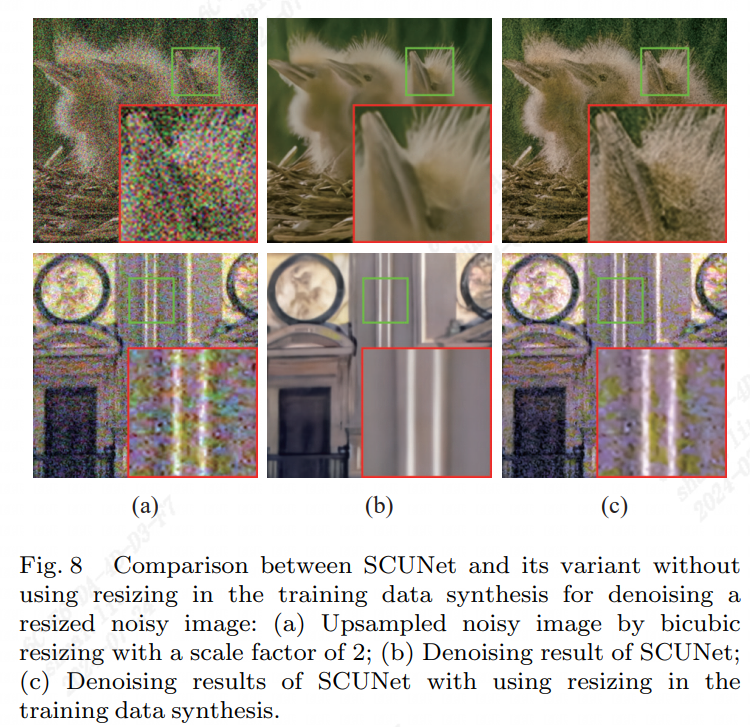 (a) (b) (c)
Fig. 8 Comparison between SCUNet and its variant without
using resizing in the training data synthesis for denoising a
resized noisy image: (a) Upsampled noisy image by bicubic
resizing with a scale factor of 2; (b) Denoising result of SCUNet;
(c) Denoising results of SCUNet with using resizing in the
training data synthesis.